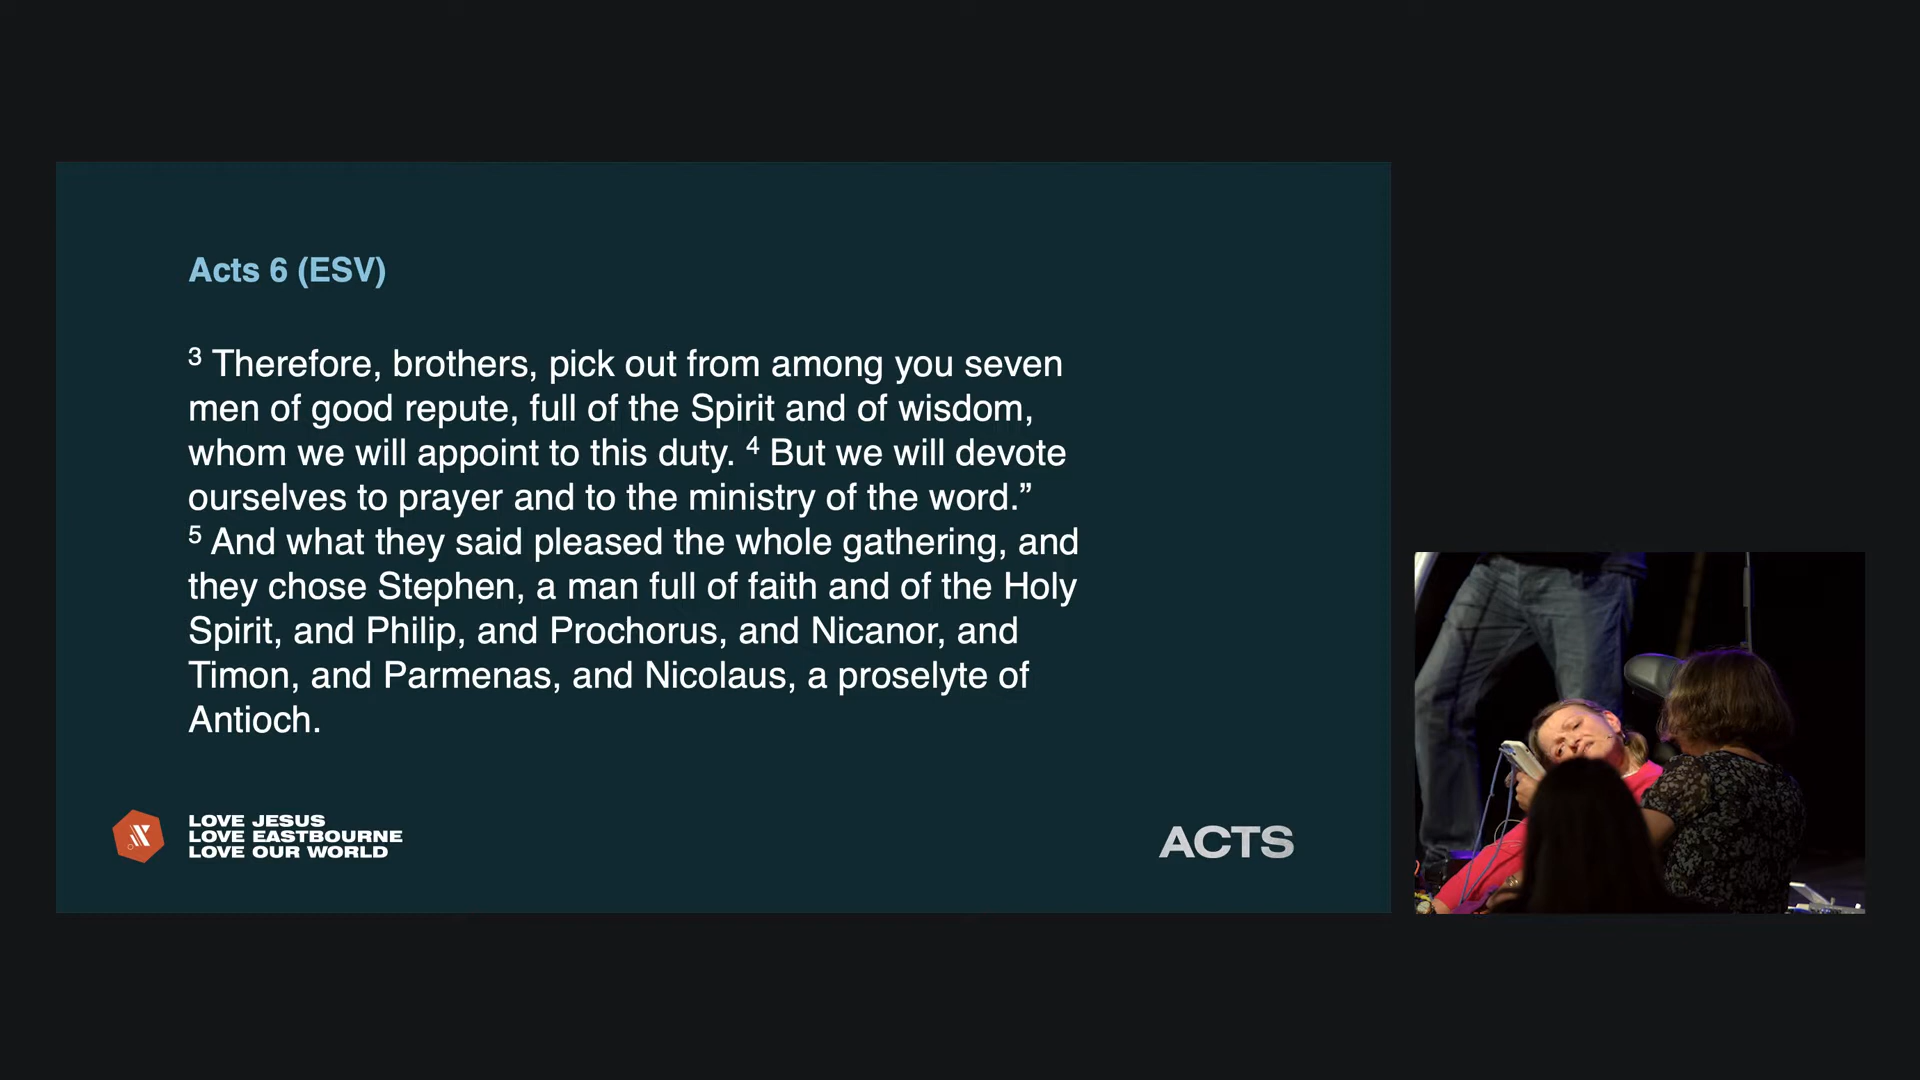 Acts 6 (ESV)
3 Therefore, brothers, pick out from among you seven
men of good repute, full of the Spirit and of wisdom,
whom we will appoint to this duty. 4 But we will devote
ourselves to prayer and to the ministry of the word.”
5 And what they said pleased the whole gathering, and
they chose Stephen, a man full of faith and of the Holy
Spirit, and Philip, and Prochorus, and Nicanor, and
Timon, and Parmenas, and Nicolaus, a proselyte of
Antioch.
LOVE JESUS
LOVE EASTBOURNE
LOVE OUR WORLD
ACTS